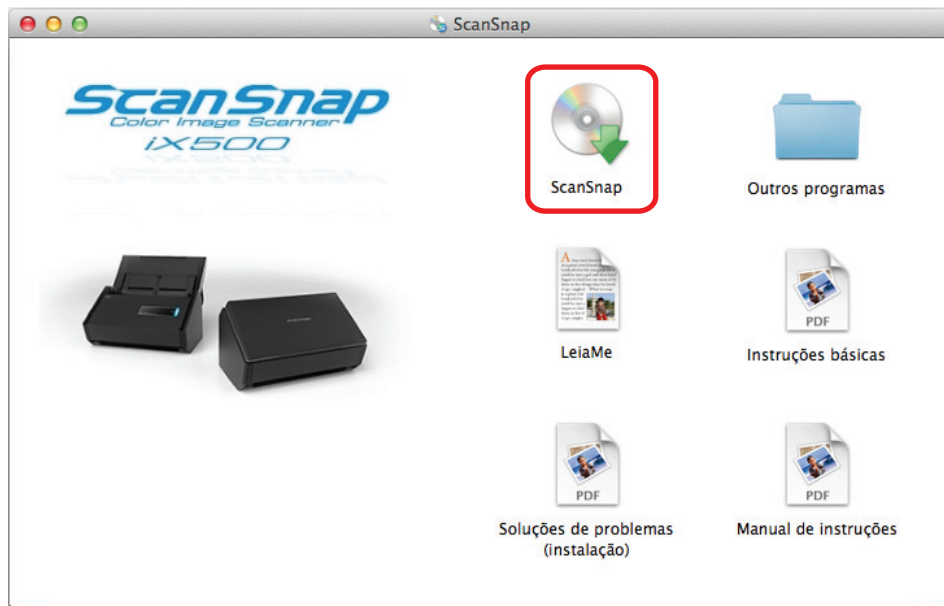 ScanSnap
ScanSnap
Color Image Scanner
iX500
ScanSnap
Outros programas
LeiaMe
PDF
Instruções básicas
PDF
Soluções de problemas
(instalação)
PDF
Manual de instruções